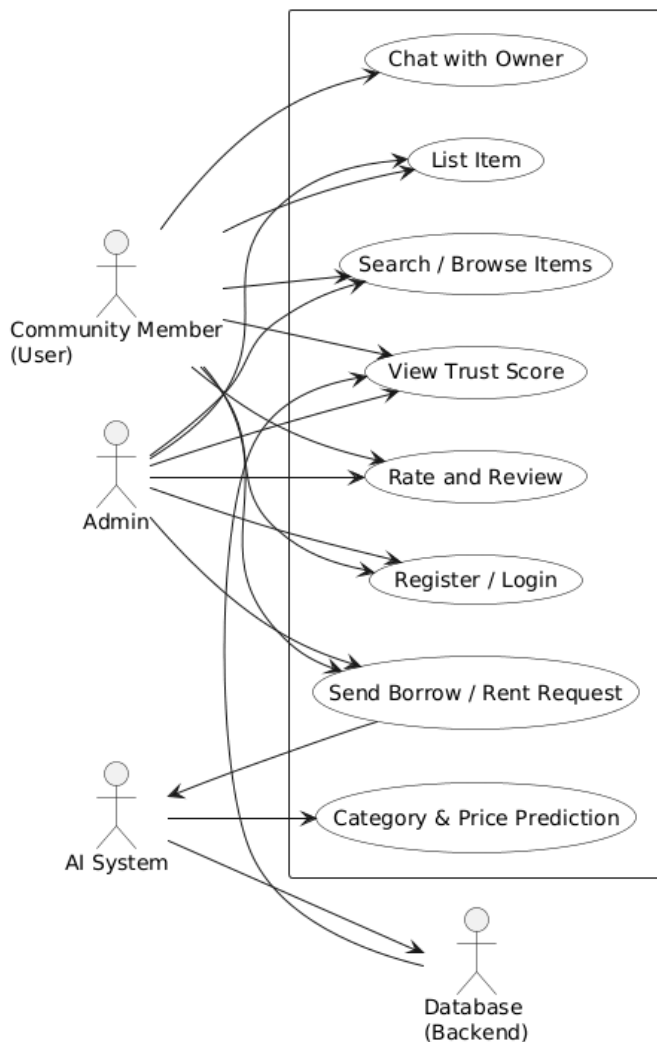 Chat with Owner
List Item
Search / Browse Items
Community Member
(User)
View Trust Score
Rate and Review
Admin
Register / Login
Send Borrow / Rent Request
Category & Price Prediction
AI System
Database
(Backend)